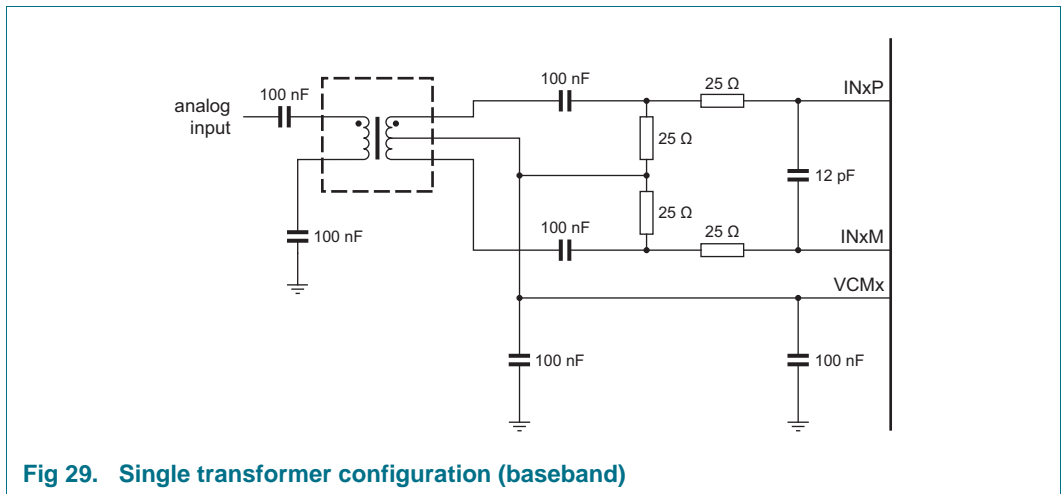 100 nF
25 Ω
INxP
analog
input
100 nF
25 Ω
12 pF
25 Ω
100 nF
100 nF
25 Ω
INxM
VCMx
100 nF
100 nF
Fig 29. Single transformer configuration (baseband)